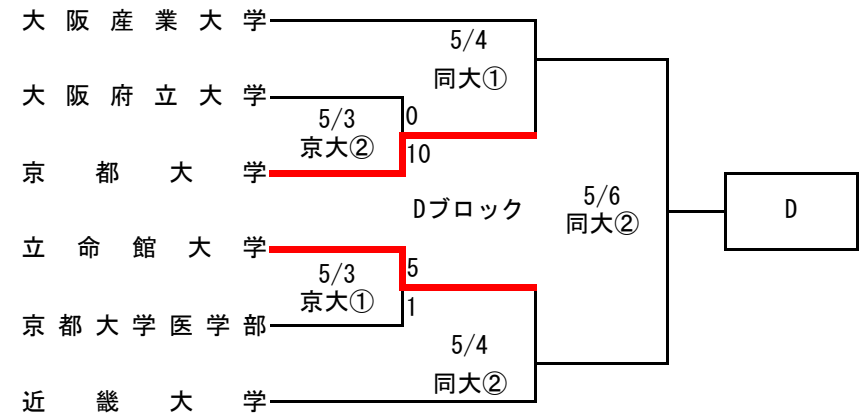 大阪産業大学
5/4
同大①
大阪府立大学
5/3
京大②
0
10
京都大学
Dブロック
5/6
同大②
D
立命館大学
5/3
京大①
5
1
京都大学医学部
5/4
同大②
近畿大学